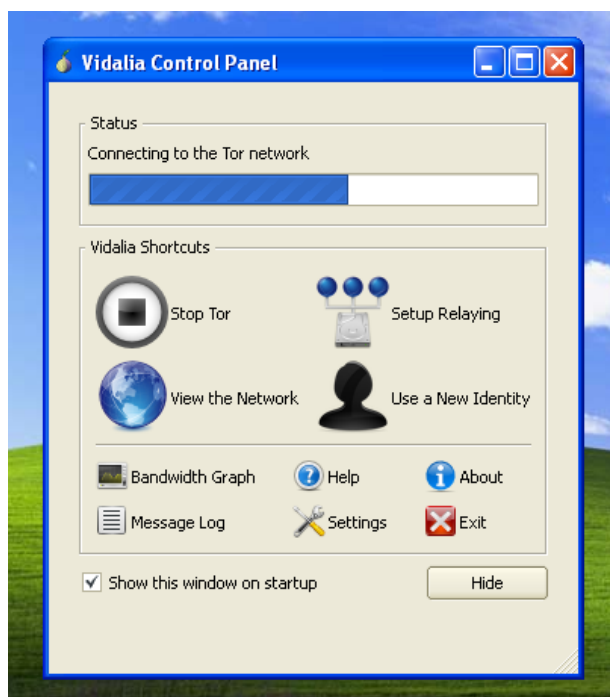 Vidalia Control Panel
Status
Connecting to the Tor network
Vidalia Shortcuts
Stop Tor
Setup Relaying
View the Network
Use a New Identity
Bandwidth Graph
Help
About
Message Log
Settings
Exit
Show this window on startup
Hide